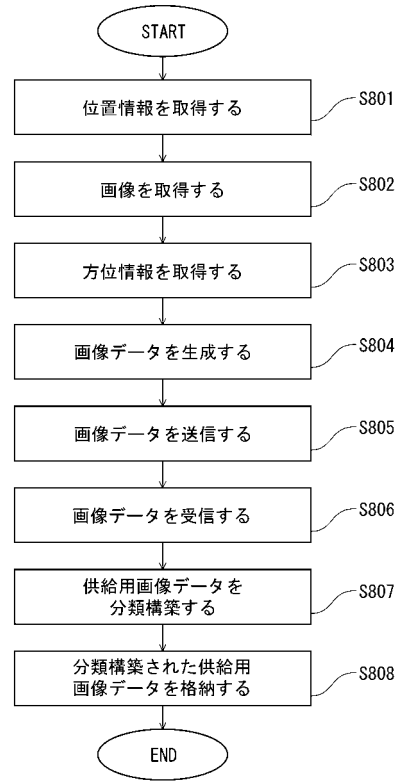 START
位置情報を取得する
S801
画像を取得する
S802
方位情報を取得する
S803
画像データを生成する
S804
画像データを送信する
S805
画像データを受信する
S806
供給用画像データを
分類構築する
S807
分類構築された供給用
画像データを格納する
S808
END